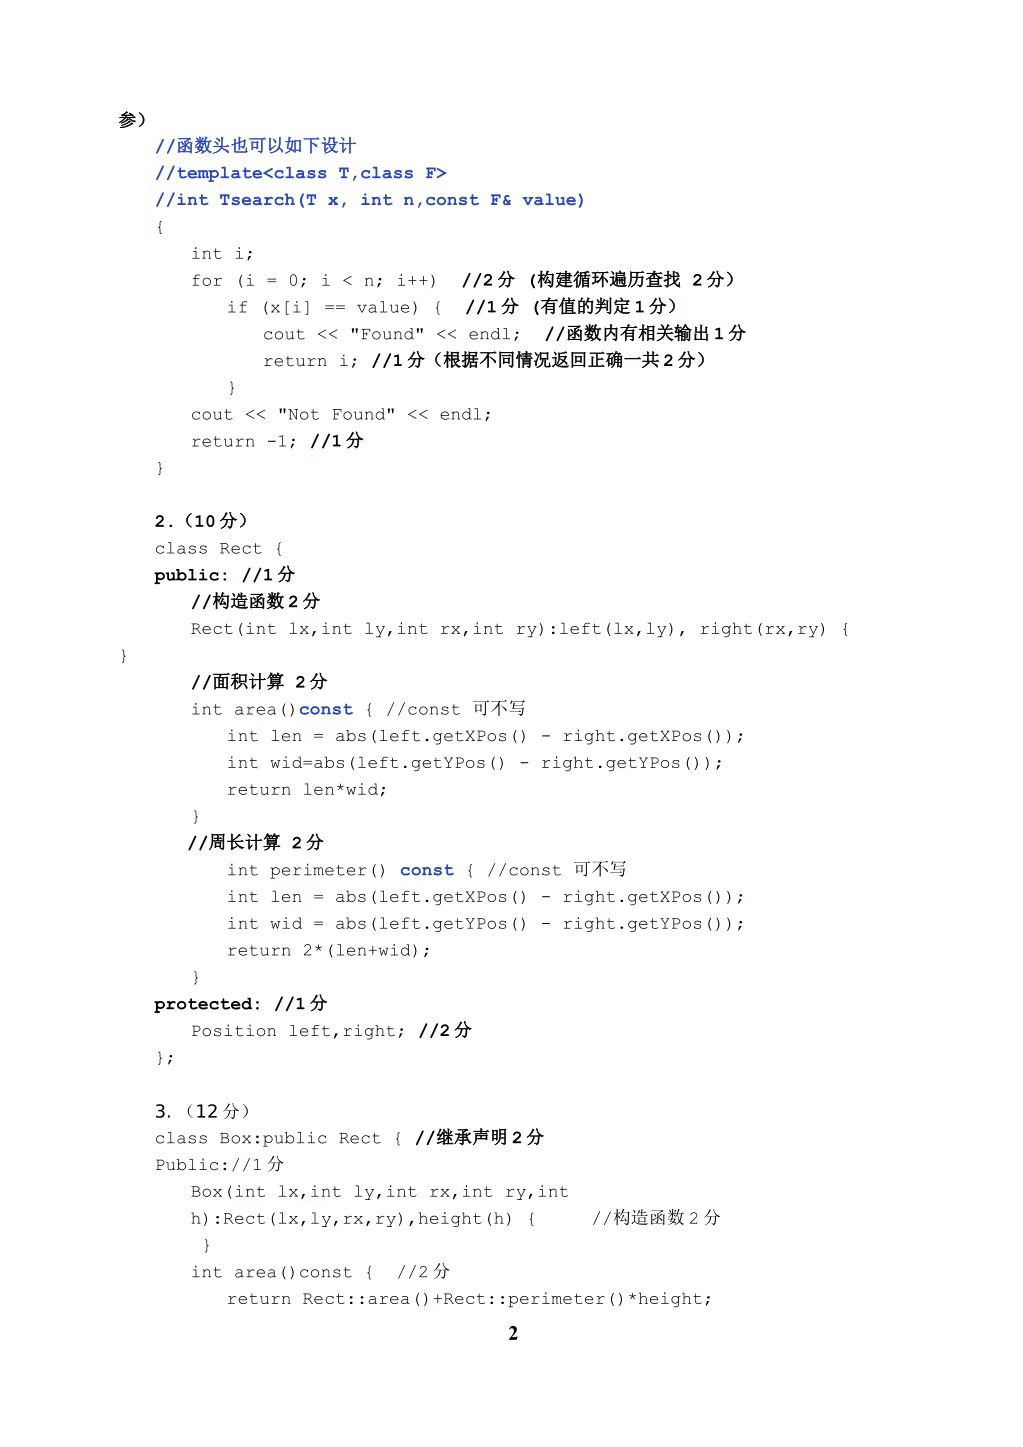 参）
//函数头也可以如下设计
//template<class T,class F>
//int Tsearch(T x, int n,const F& value)
{
int i;
for (i = 0; i < n; i++)  //2分 (构建循环遍历查找 2分）
if (x[i] == value) {  //1分 (有值的判定1分）
cout << "Found" << endl;  //函数内有相关输出1分
return i; //1分（根据不同情况返回正确一共2分）
}
cout << "Not Found" << endl;
return -1; //1分
}
2.（10分）
class Rect {
public: //1分
//构造函数2分
Rect(int lx,int ly,int rx,int ry):left(lx,ly), right(rx,ry) {
}
//面积计算 2分
int area()const { //const 可不写
int len = abs(left.getXPos() - right.getXPos());
int wid=abs(left.getYPos() - right.getYPos());
return len*wid;
}
//周长计算 2分
int perimeter() const { //const 可不写
int len = abs(left.getXPos() - right.getXPos());
int wid = abs(left.getYPos() - right.getYPos());
return 2*(len+wid);
}
protected: //1分
Position left,right; //2分
};
3.（12分）
class Box:public Rect { //继承声明2分
Public://1分
Box(int lx,int ly,int rx,int ry,int
h):Rect(lx,ly,rx,ry),height(h) {     //构造函数2分
}
int area()const {  //2分
return Rect::area()+Rect::perimeter()*height;
2